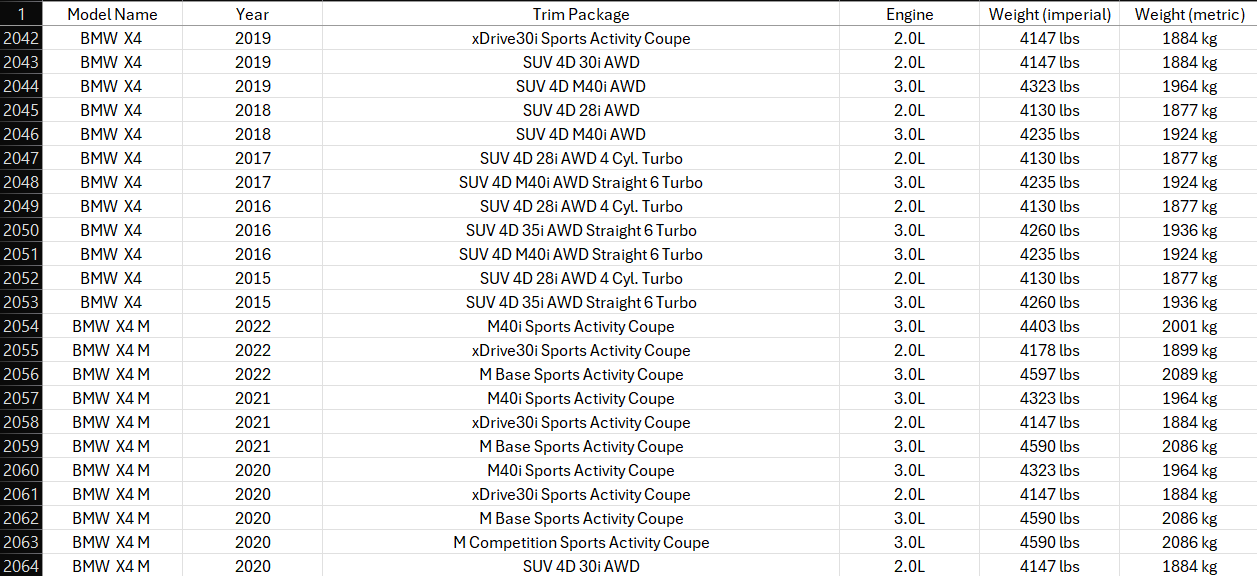 1 Model Name Year Trim Package Engine Weight (imperial) Weight (metric)
2042 BMW X4 2019 xDrive30i Sports Activity Coupe 2.0L 4147 lbs 1884 kg
2043 BMW X4 2019 SUV 4D 30i AWD 2.0L 4147 lbs 1884 kg
2044 BMW X4 2019 SUV 4D M40i AWD 3.0L 4323 lbs 1964 kg
2045 BMW X4 2018 SUV 4D 28i AWD 2.0L 4130 lbs 1877 kg
2046 BMW X4 2018 SUV 4D M40i AWD 3.0L 4235 lbs 1924 kg
2047 BMW X4 2017 SUV 4D 28i AWD 4 Cyl. Turbo 2.0L 4130 lbs 1877 kg
2048 BMW X4 2017 SUV 4D M40i AWD Straight 6 Turbo 3.0L 4235 lbs 1924 kg
2049 BMW X4 2016 SUV 4D 28i AWD 4 Cyl. Turbo 2.0L 4130 lbs 1877 kg
2050 BMW X4 2016 SUV 4D 35i AWD Straight 6 Turbo 3.0L 4260 lbs 1936 kg
2051 BMW X4 2016 SUV 4D M40i AWD Straight 6 Turbo 3.0L 4235 lbs 1924 kg
2052 BMW X4 2015 SUV 4D 28i AWD 4 Cyl. Turbo 2.0L 4130 lbs 1877 kg
2053 BMW X4 2015 SUV 4D 35i AWD Straight 6 Turbo 3.0L 4260 lbs 1936 kg
2054 BMW X4 M 2022 M40i Sports Activity Coupe 3.0L 4403 lbs 2001 kg
2055 BMW X4 M 2022 xDrive30i Sports Activity Coupe 2.0L 4178 lbs 1899 kg
2056 BMW X4 M 2022 M Base Sports Activity Coupe 3.0L 4597 lbs 2089 kg
2057 BMW X4 M 2021 M40i Sports Activity Coupe 3.0L 4323 lbs 1964 kg
2058 BMW X4 M 2021 xDrive30i Sports Activity Coupe 2.0L 4147 lbs 1884 kg
2059 BMW X4 M 2021 M Base Sports Activity Coupe 3.0L 4590 lbs 2086 kg
2060 BMW X4 M 2020 M40i Sports Activity Coupe 3.0L 4323 lbs 1964 kg
2061 BMW X4 M 2020 xDrive30i Sports Activity Coupe 2.0L 4147 lbs 1884 kg
2062 BMW X4 M 2020 M Base Sports Activity Coupe 3.0L 4590 lbs 2086 kg
2063 BMW X4 M 2020 M Competition Sports Activity Coupe 3.0L 4590 lbs 2086 kg
2064 BMW X4 M 2020 SUV 4D 30i AWD 2.0L 4147 lbs 1884 kg